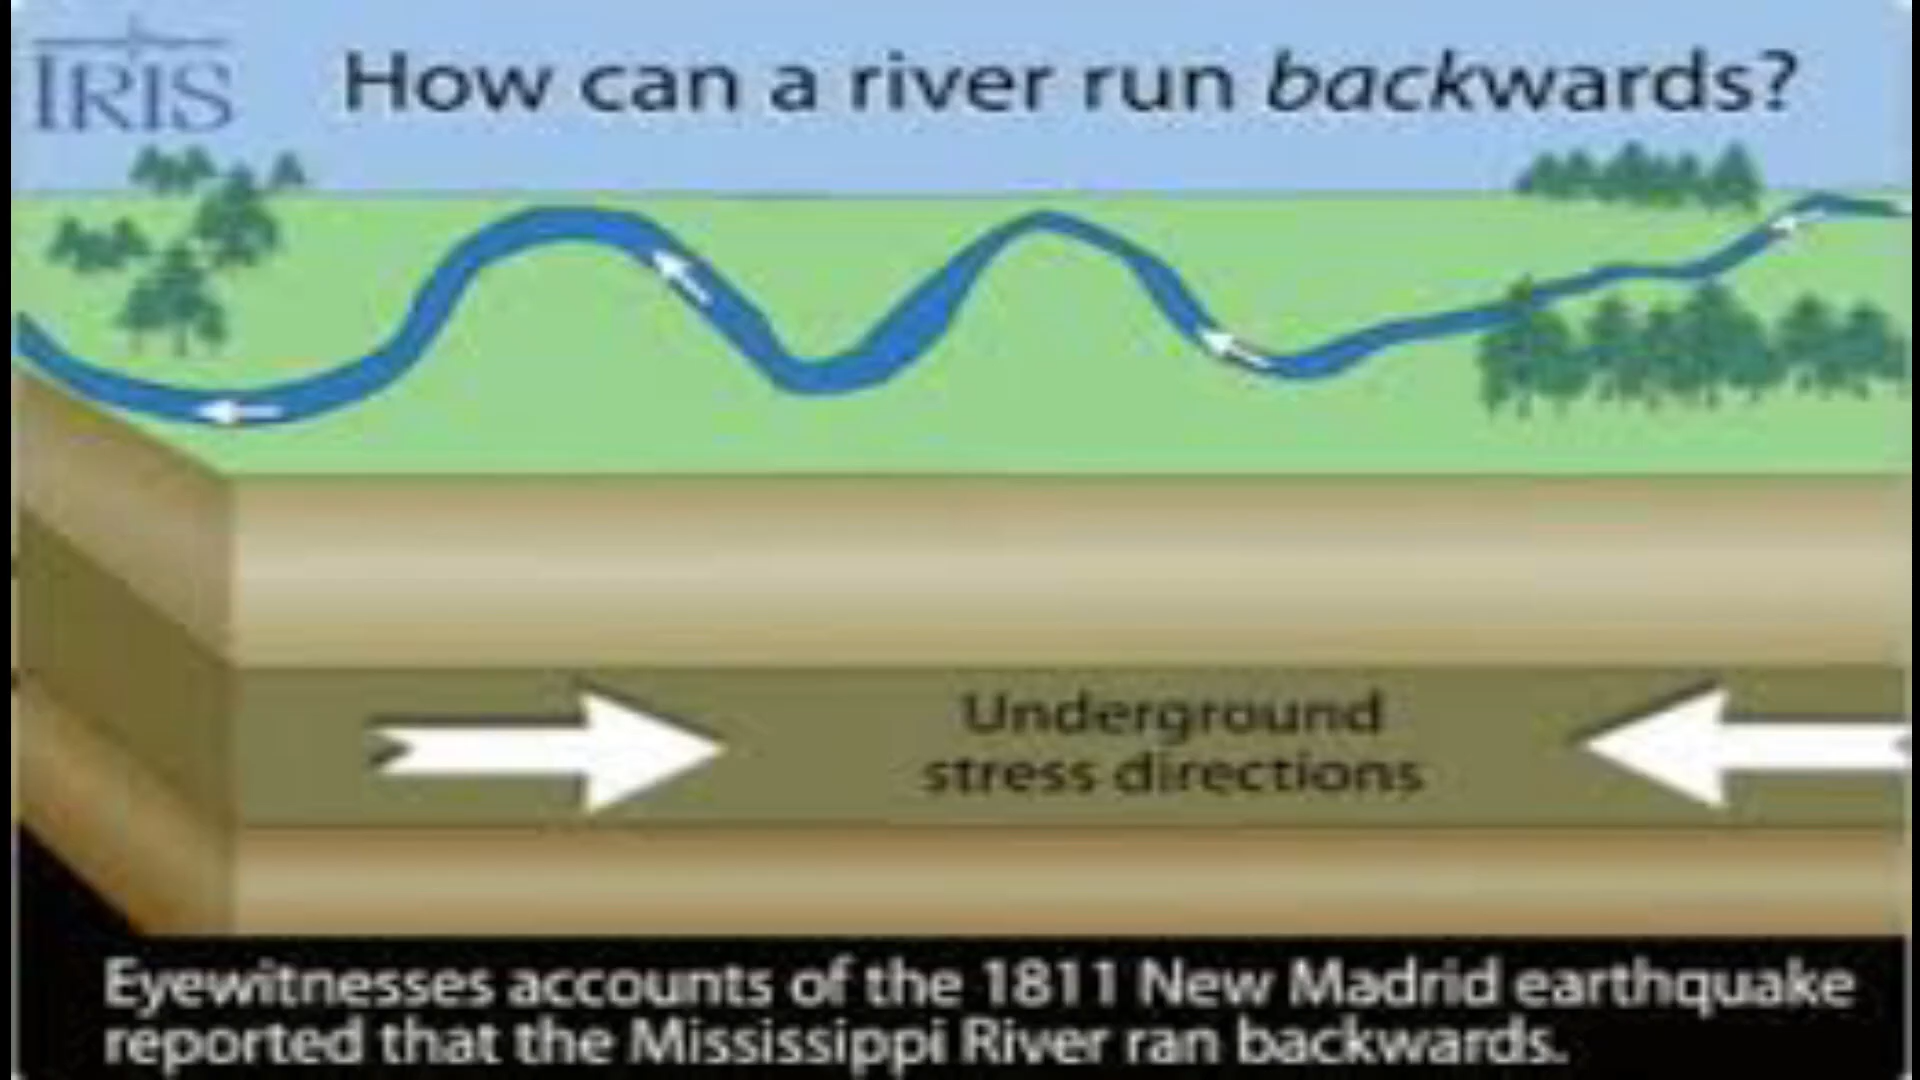 IRIS
How can a river run backwards?
Underground
stress directions
Eyewitnesses accounts of the 1811 New Madrid earthquake
reported that the Mississippi River ran backwards.